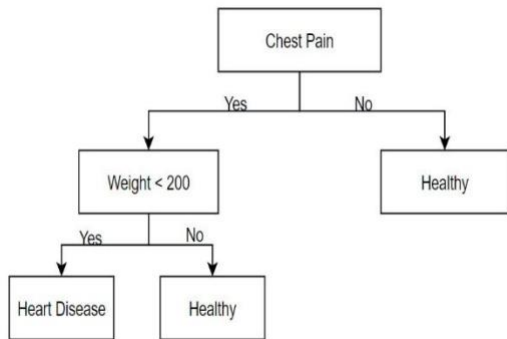 Chest Pain
Yes No
Weight < 200 Healthy
Yes No
Heart Disease Healthy